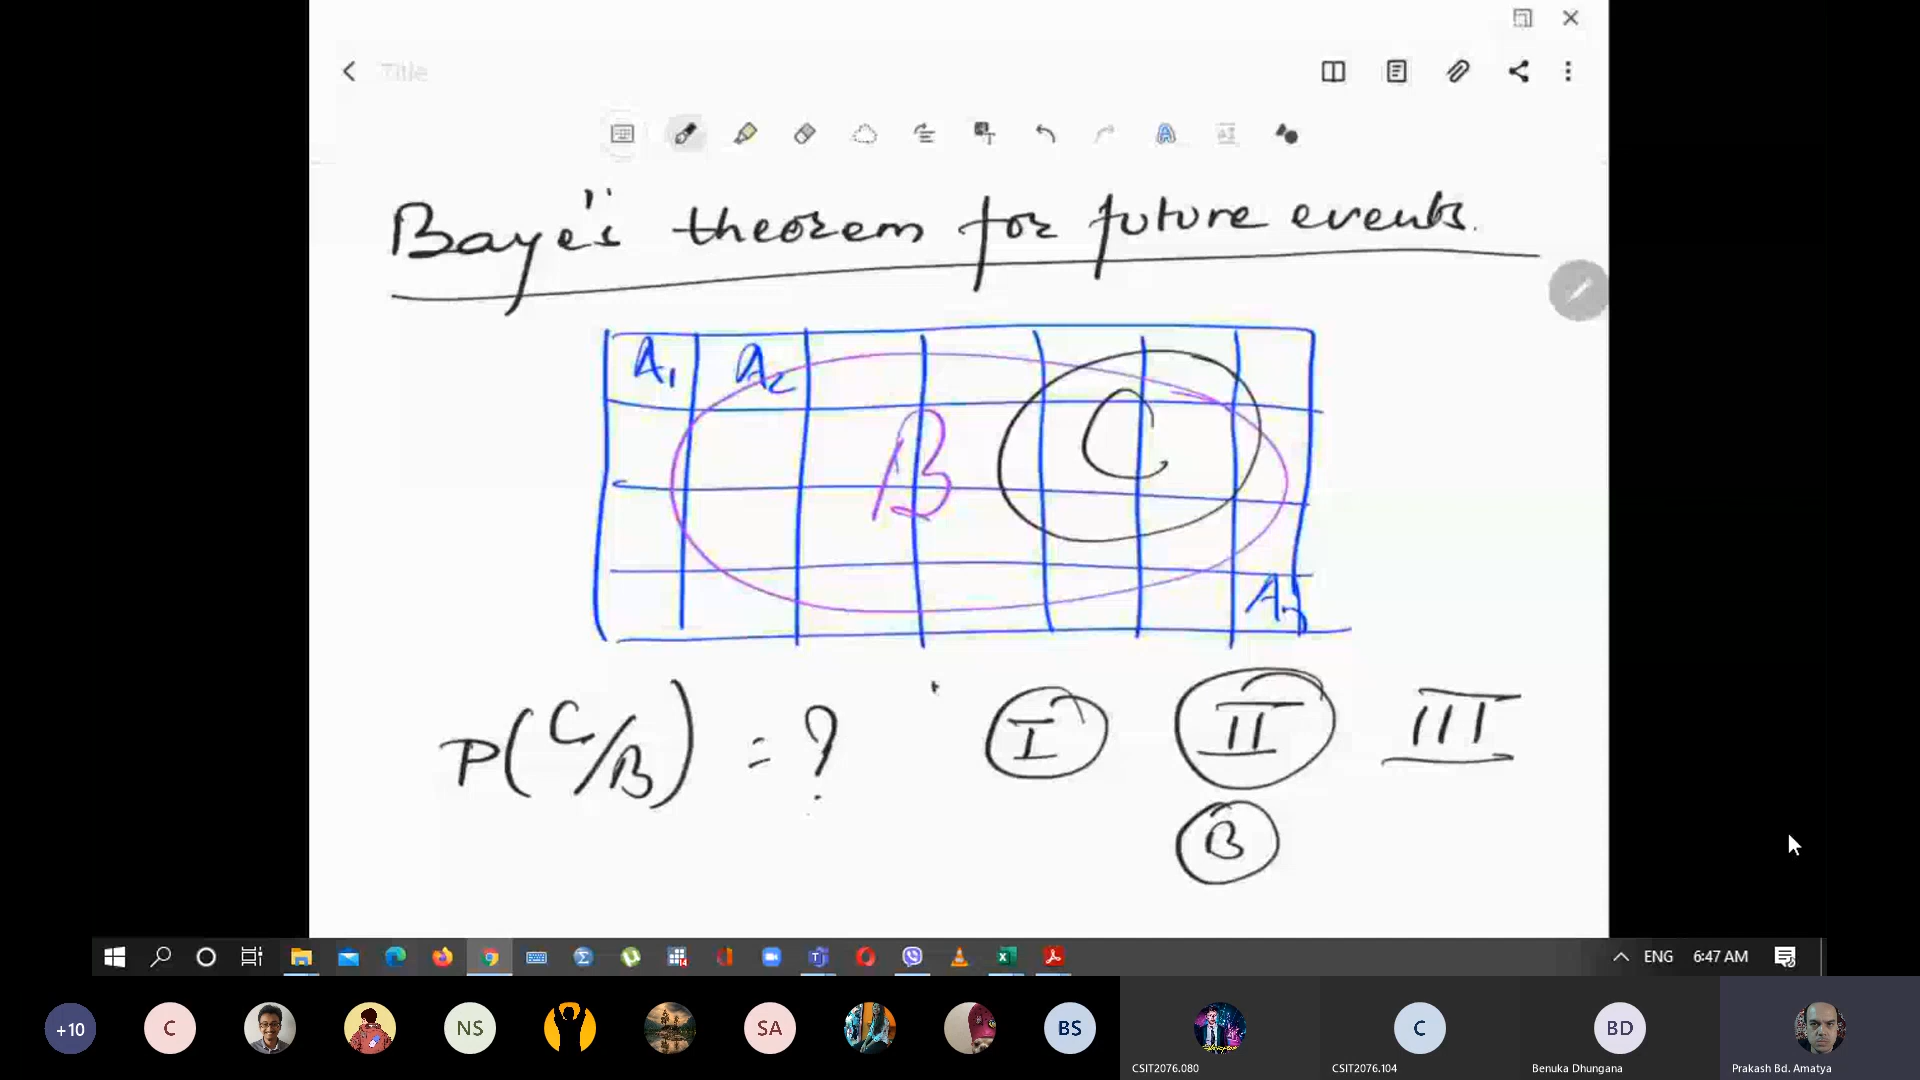 Title
Baye's theorem for future events.
A1 A2
B C
An
P(C/B) = ? I II III
B
ENG 6:47 AM
+10 C NS SA BS C BD
CSIT2076.080 CSIT2076.104 Benuka Dhungana Prakash Bd. Amatya